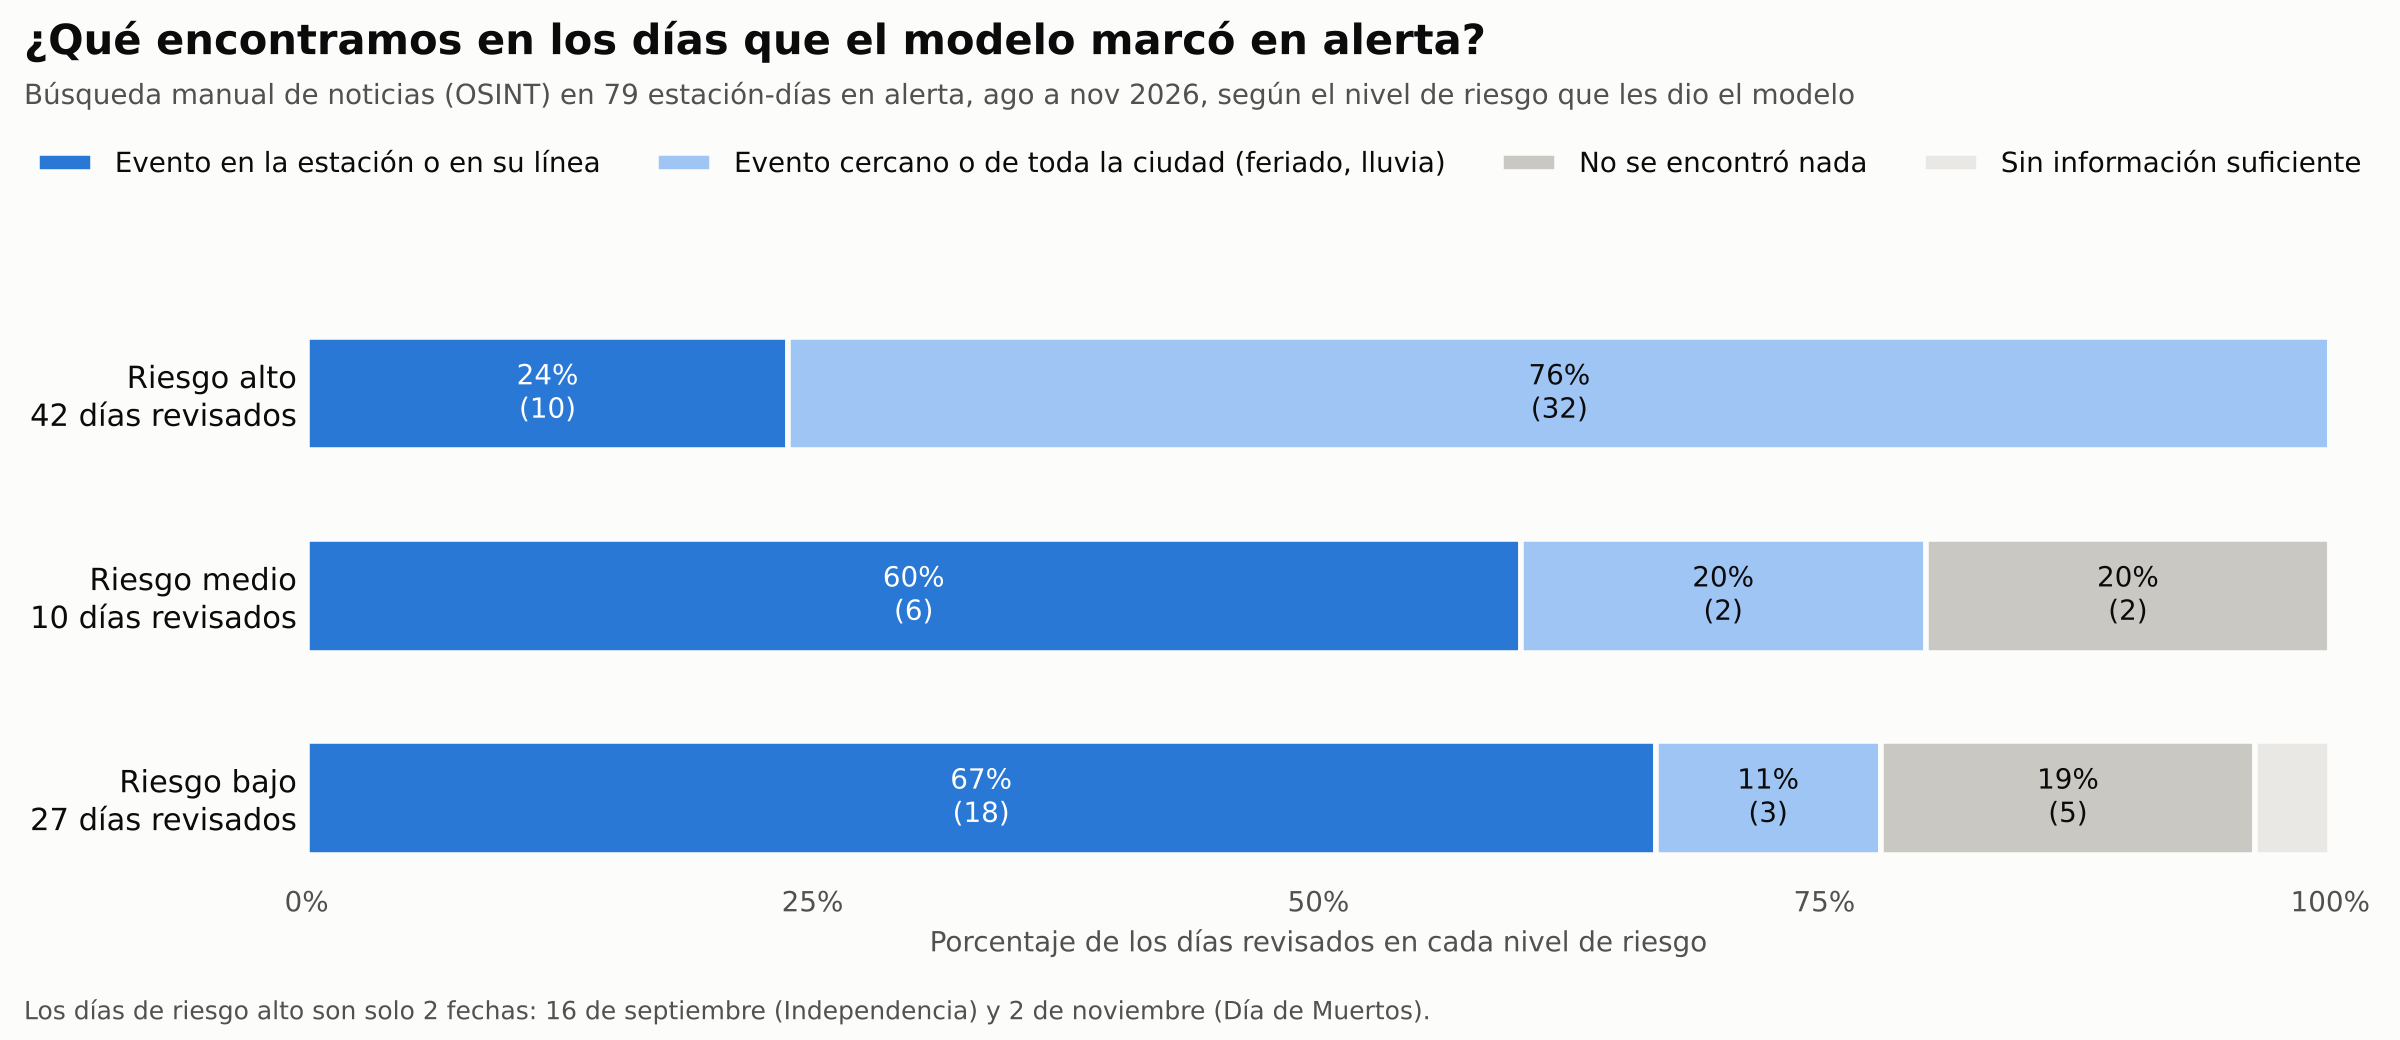 ¿Qué encontramos en los días que el modelo marcó en alerta?
Búsqueda manual de noticias (OSINT) en 79 estación-días en alerta, ago a nov 2026, según el nivel de riesgo que les dio el modelo
Evento en la estación o en su línea
Evento cercano o de toda la ciudad (feriado, lluvia)
No se encontró nada
Sin información suficiente
Riesgo alto
42 días revisados
24%
(10)
76%
(32)
Riesgo medio
10 días revisados
60%
(6)
20%
(2)
20%
(2)
Riesgo bajo
27 días revisados
67%
(18)
11%
(3)
19%
(5)
0%
25%
50%
75%
100%
Porcentaje de los días revisados en cada nivel de riesgo
Los días de riesgo alto son solo 2 fechas: 16 de septiembre (Independencia) y 2 de noviembre (Día de Muertos).